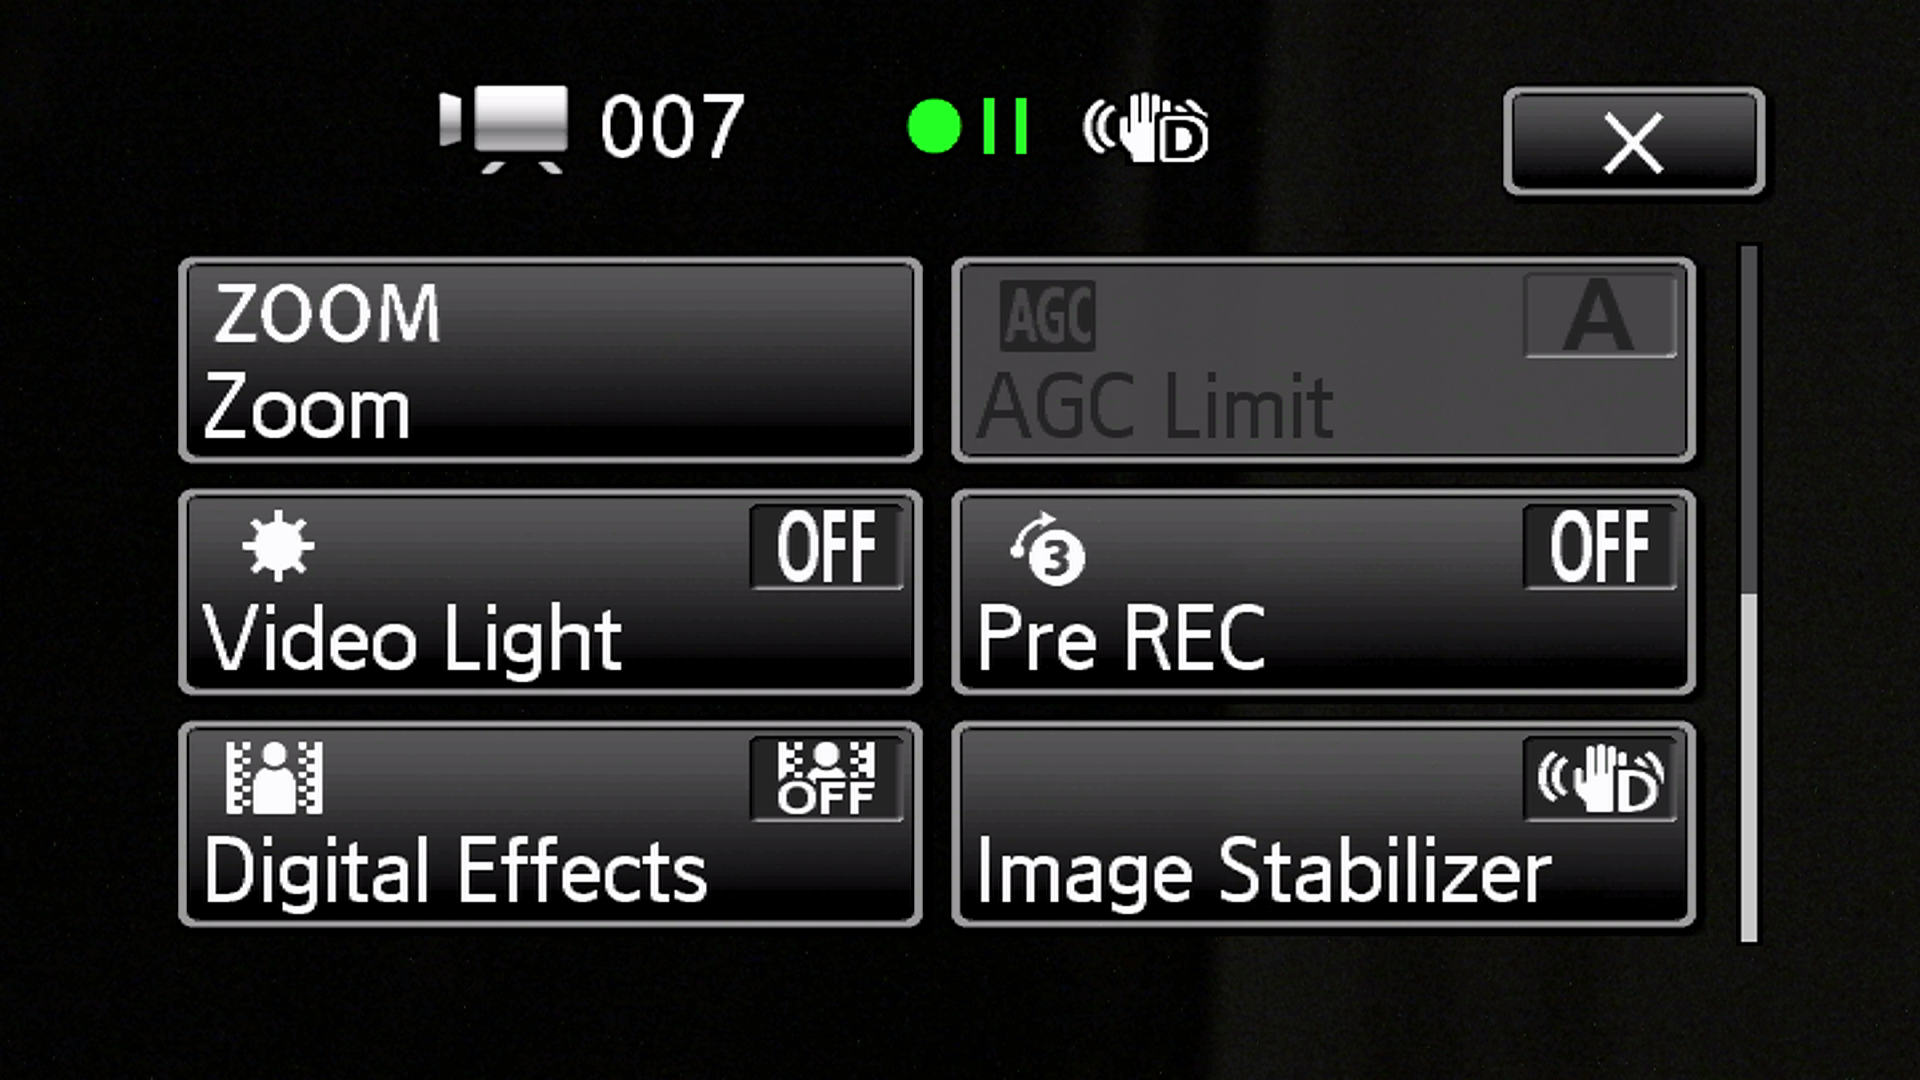 007
D
ZOOM
Zoom
AGC
A
AGC Limit
OFF
Video Light
3
OFF
Pre REC
OFF
Digital Effects
D
Image Stabilizer